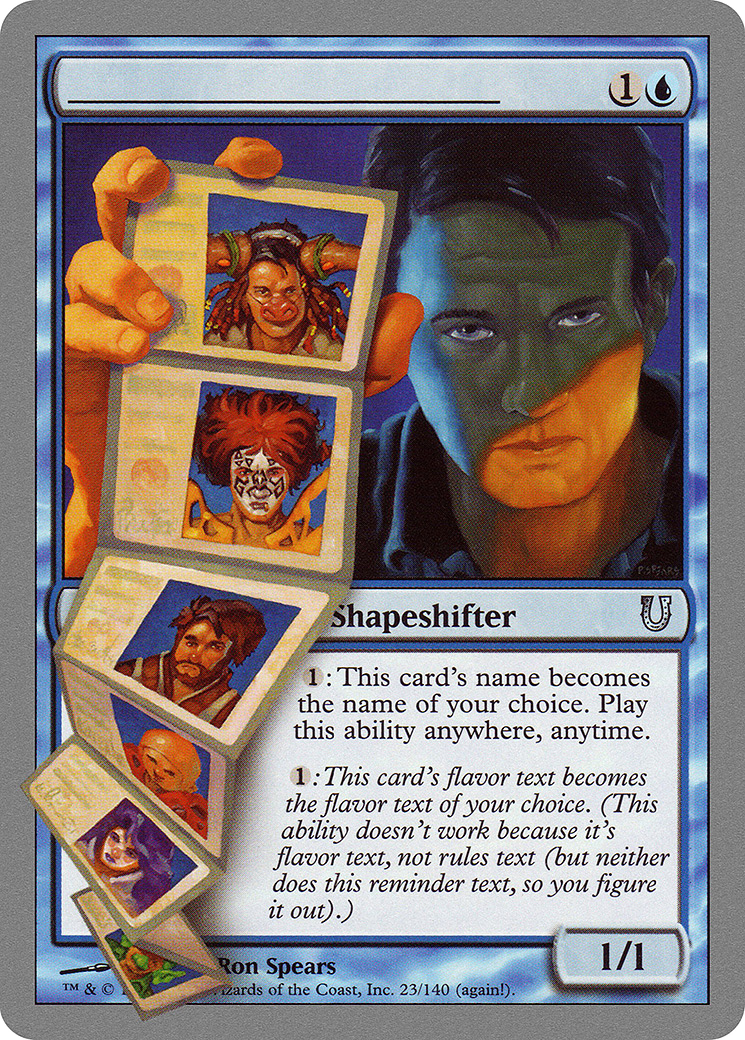 ____________________ 1
R.SPEARS
Shapeshifter
1: This card's name becomes
the name of your choice. Play
this ability anywhere, anytime.
1: This card's flavor text becomes
the flavor text of your choice. (This
ability doesn't work because it's
flavor text, not rules text (but neither
does this reminder text, so you figure
it out).)
1/1
Ron Spears
™ & © Wizards of the Coast, Inc. 23/140 (again!).